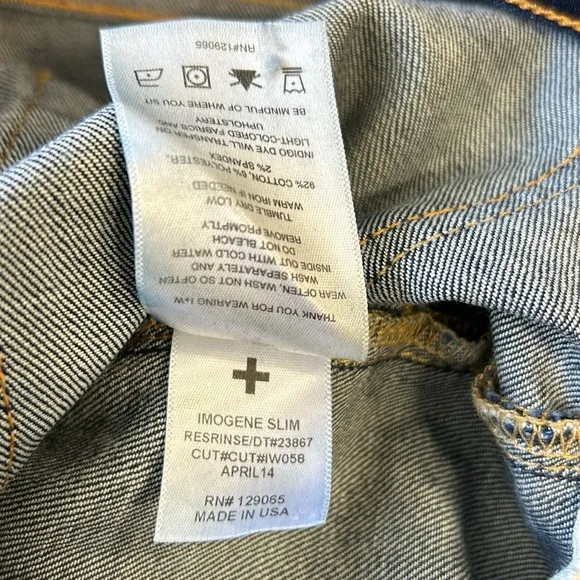 THANK YOU FOR WEARING I+W
WEAR OFTEN, WASH NOT SO OFTEN
WASH SEPARATELY AND
INSIDE OUT WITH COLD WATER
DO NOT BLEACH
REMOVE PROMPTLY
TUMBLE DRY LOW
WARM IRON IF NEEDED
92% COTTON, 6% POLYESTER,
2% SPANDEX
INDIGO DYE WILL TRANSFER ON
LIGHT-COLORED FABRICS AND
UPHOLSTERY
BE MINDFUL OF WHERE YOU SIT
RN#129065
IMOGENE SLIM
RESRINSE/DT#23867
CUT#CUT#IW058
APRIL14
RN# 129065
MADE IN USA